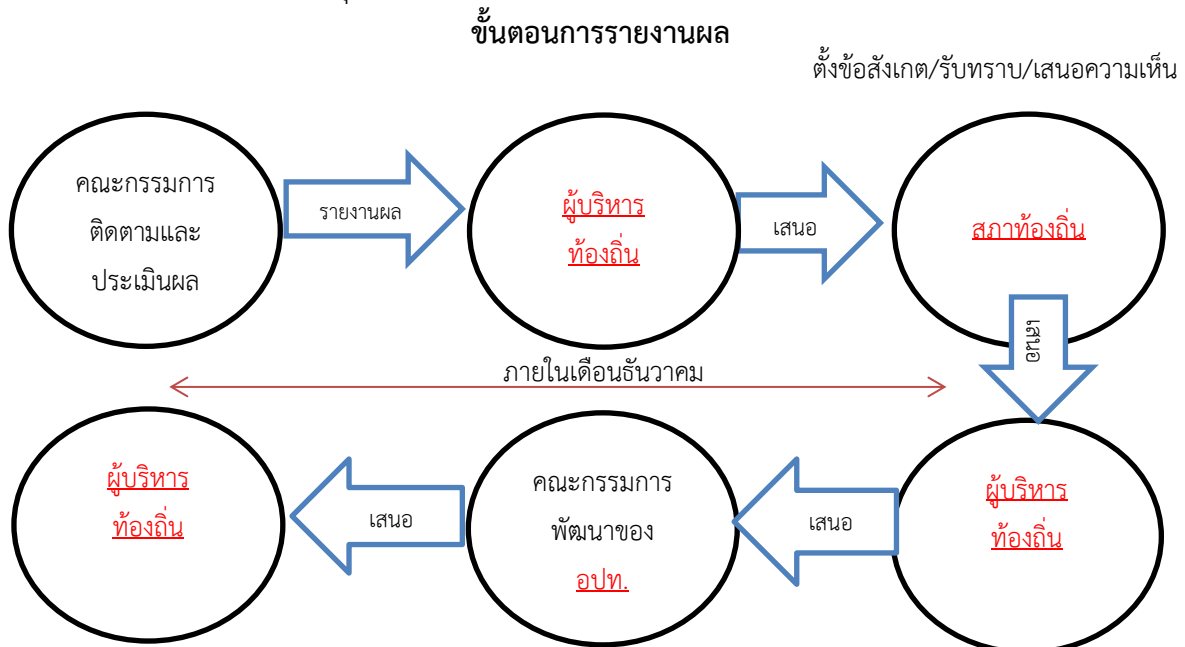 ขั้นตอนการรายงานผล
ตั้งข้อสังเกต/รับทราบ/เสนอความเห็น
คณะกรรมการ
ติดตามและ
ประเมินผล
รายงานผล
ผู้บริหาร
ท้องถิ่น
เสนอ
สภาท้องถิ่น
เสนอ
ภายในเดือนธันวาคม
ผู้บริหาร
ท้องถิ่น
เสนอ
คณะกรรมการ
พัฒนาของ
อปท.
เสนอ
ผู้บริหาร
ท้องถิ่น